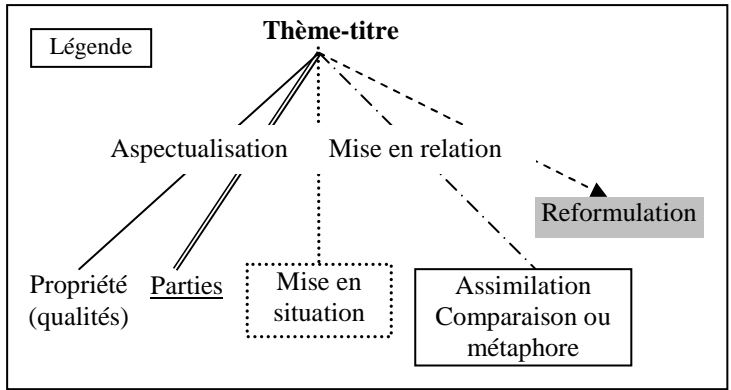 Thème-titre
Légende
Aspectualisation
Mise en relation
Reformulation
Propriété
(qualités)
Parties
Mise en
situation
Assimilation
Comparaison ou
métaphore